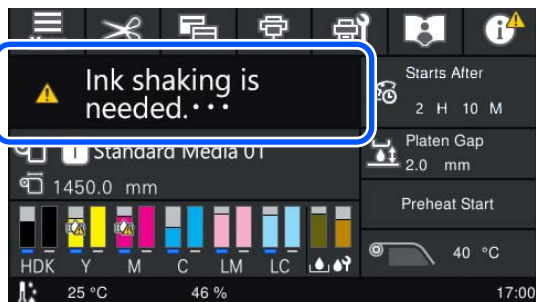 Ink shaking is
needed.･･･
Starts After
2 H 10 M
1 Standard Media 01
Platen Gap
2.0 mm
1450.0 mm
Preheat Start
HDK Y M C LM LC
40 °C
25 °C 46 % 17:00